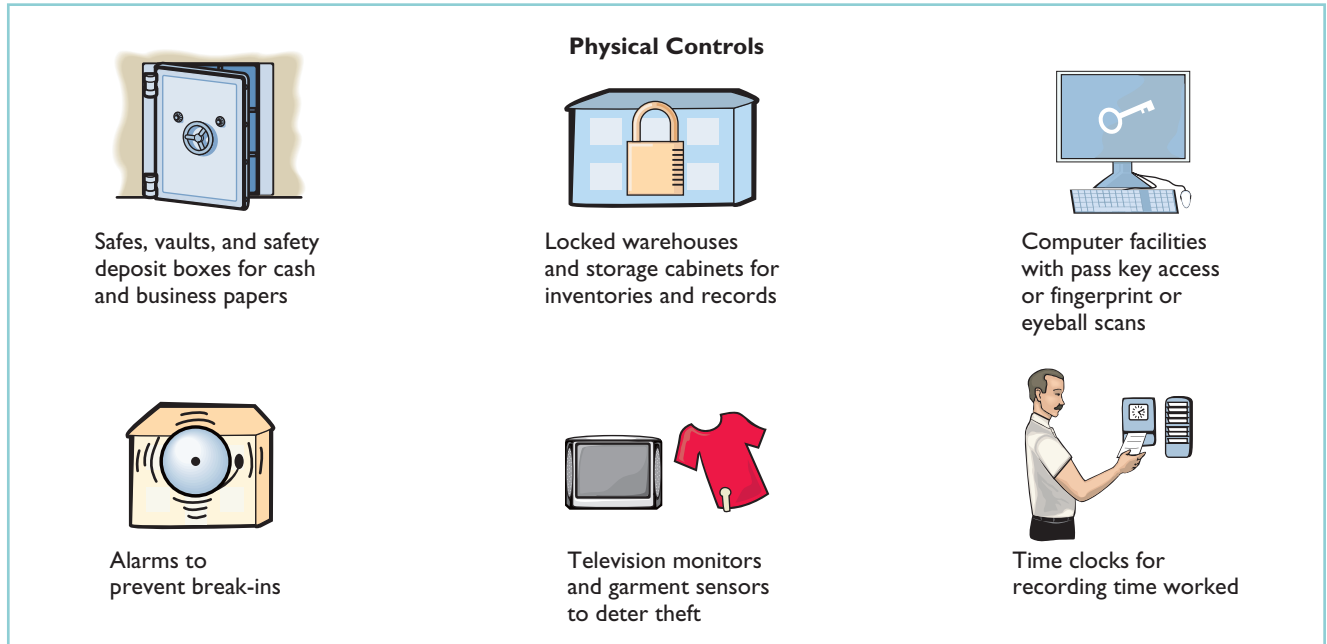 Physical Controls
Safes, vaults, and safety
deposit boxes for cash
and business papers
Locked warehouses
and storage cabinets for
inventories and records
Computer facilities
with pass key access
or fingerprint or
eyeball scans
Alarms to
prevent break-ins
Television monitors
and garment sensors
to deter theft
Time clocks for
recording time worked